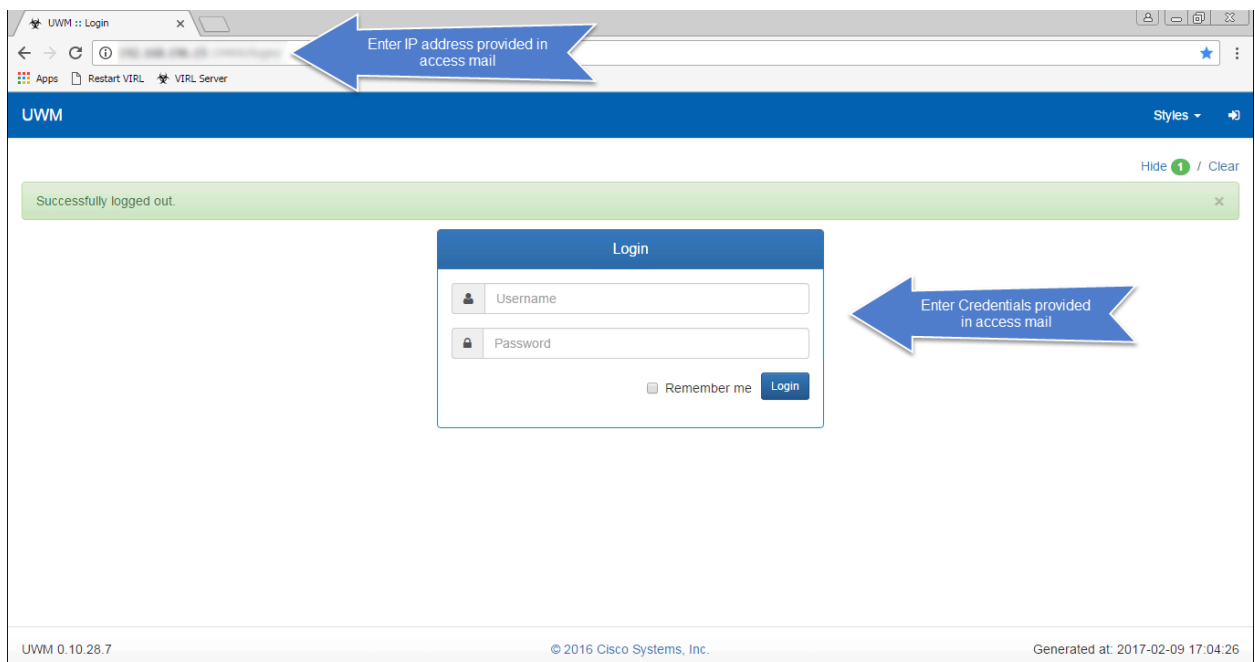 UWM :: Login
Enter IP address provided in
access mail
Apps Restart VIRL VIRL Server
UWM
Styles
Hide 1 / Clear
Successfully logged out.
Login
Username
Enter Credentials provided
in access mail
Password
Remember me Login
UWM 0.10.28.7
© 2016 Cisco Systems, Inc.
Generated at: 2017-02-09 17:04:26